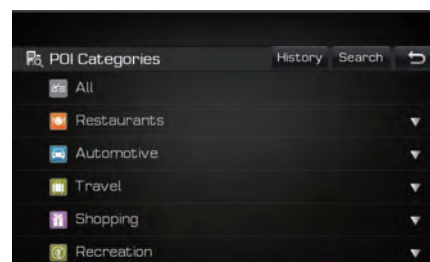 POI Categories History Search
All
Restaurants
Automotive
Travel
Shopping
Recreation